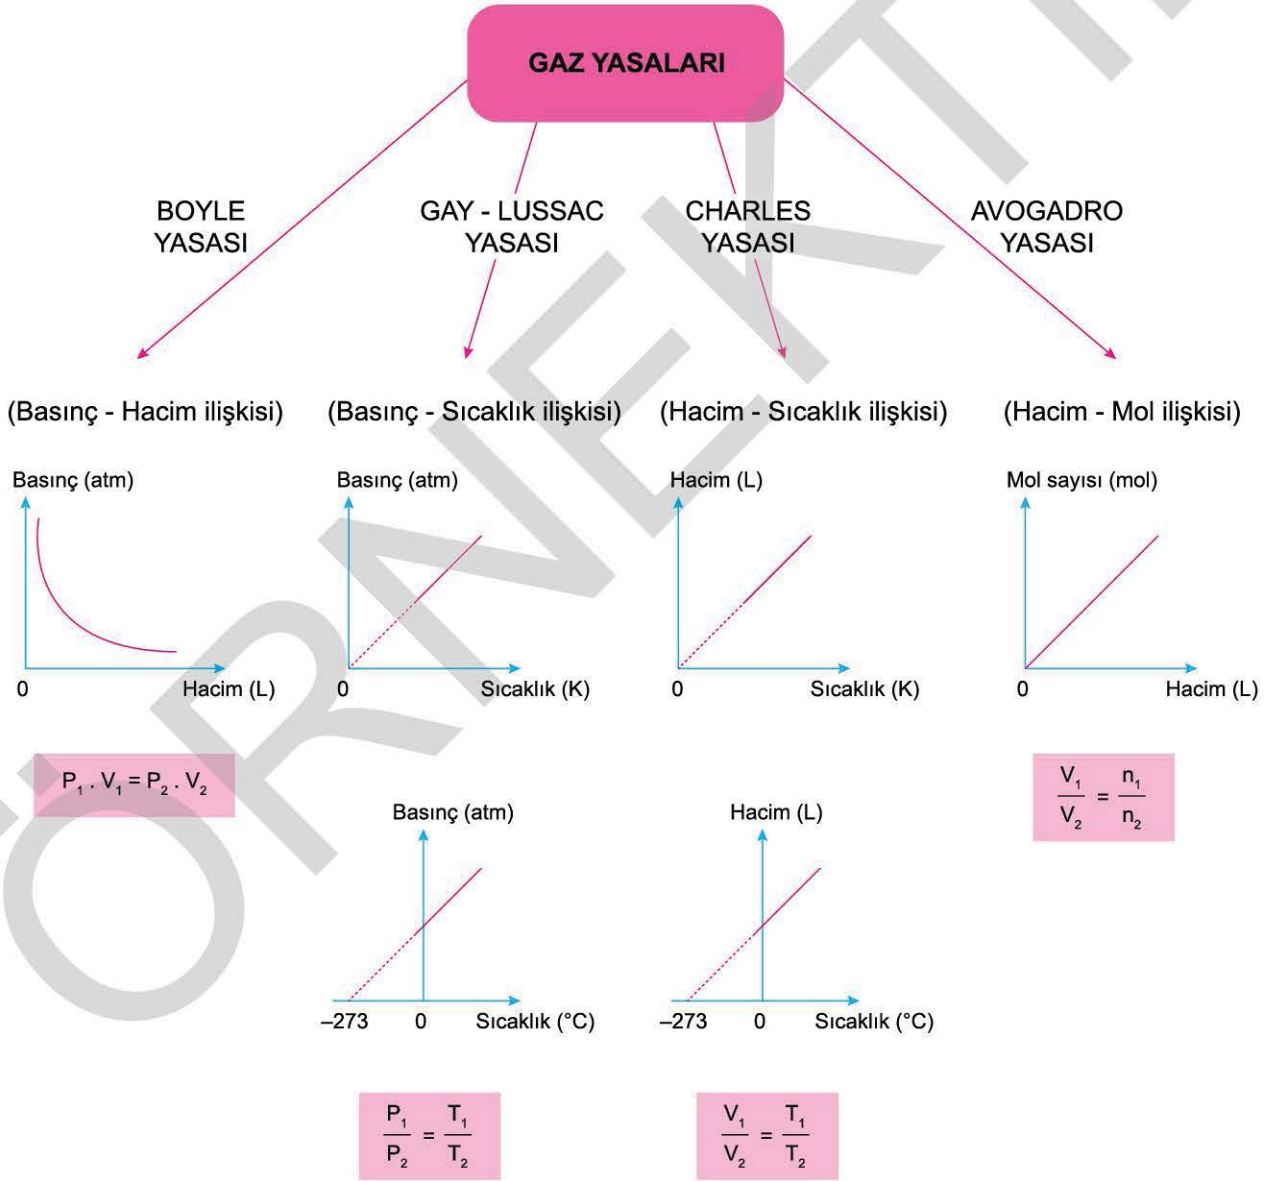 GAZ YASALARI
BOYLE
YASASI
GAY - LUSSAC
YASASI
CHARLES
YASASI
AVOGADRO
YASASI
(Basınç - Hacim ilişkisi)
(Basınç - Sıcaklık ilişkisi)
(Hacim - Sıcaklık ilişkisi)
(Hacim - Mol ilişkisi)
Basınç (atm)
0
Hacim (L)
Basınç (atm)
0
Sıcaklık (K)
Hacim (L)
0
Sıcaklık (K)
Mol sayısı (mol)
0
Hacim (L)
P₁ . V₁ = P₂ . V₂
V₁/V₂ = n₁/n₂
Basınç (atm)
–273
0
Sıcaklık (°C)
Hacim (L)
–273
0
Sıcaklık (°C)
P₁/P₂ = T₁/T₂
V₁/V₂ = T₁/T₂